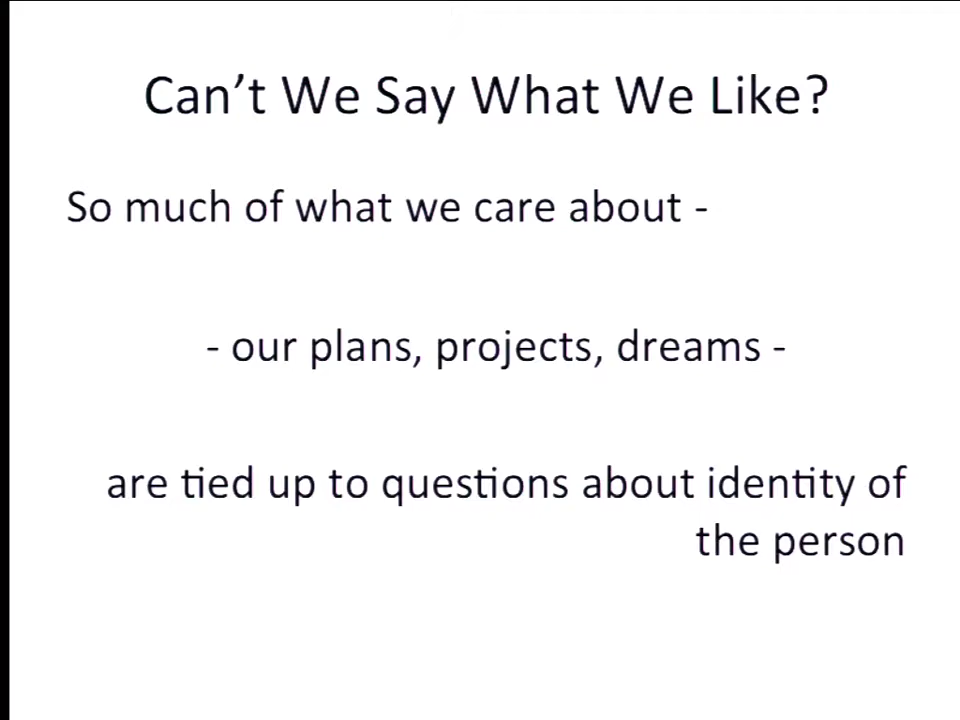 Can’t We Say What We Like?
So much of what we care about -
- our plans, projects, dreams -
are tied up to questions about identity of
the person